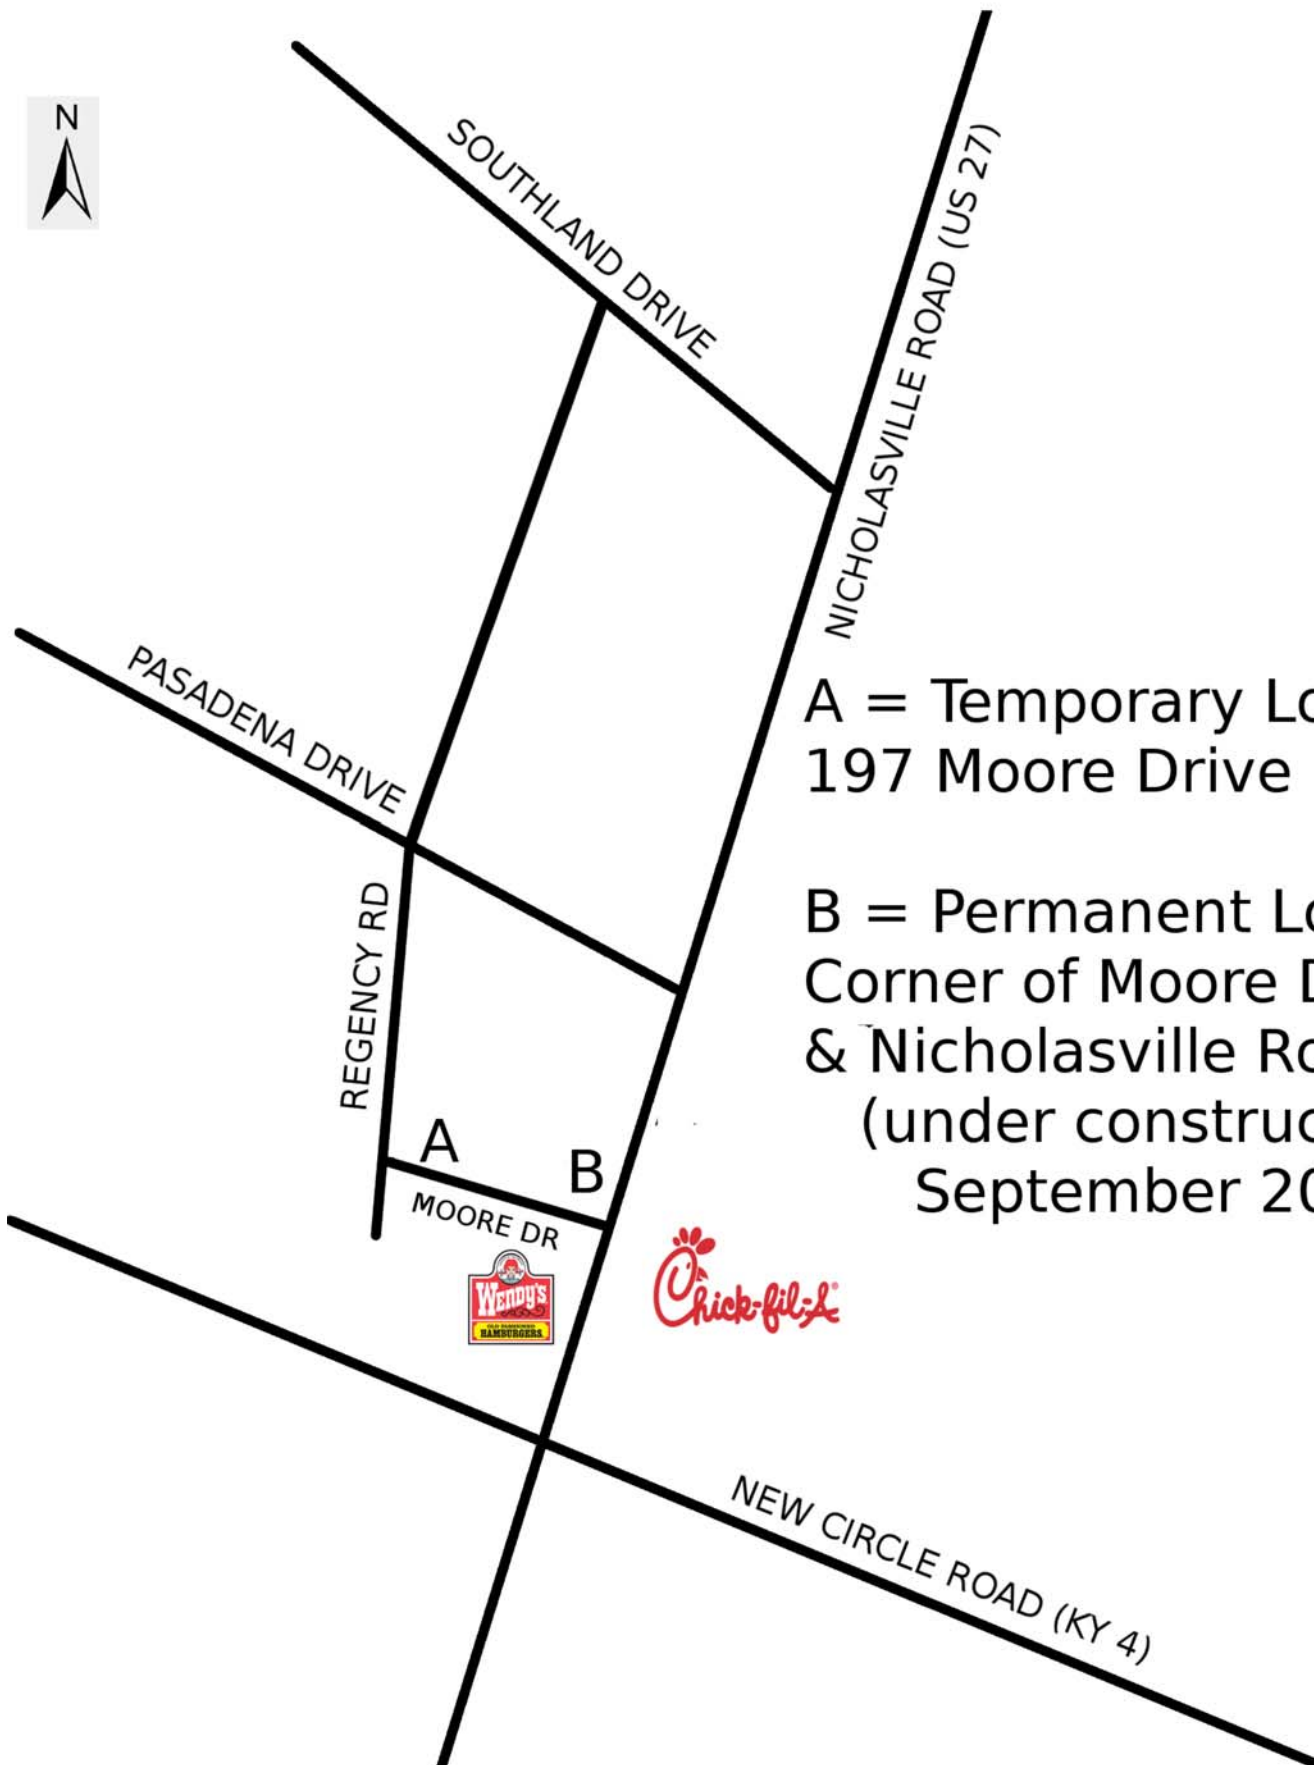 N
SOUTHLAND DRIVE
NICHOLASVILLE ROAD (US 27)
PASADENA DRIVE
A = Temporary Lo
197 Moore Drive
B = Permanent Lo
Corner of Moore D
& Nicholasville Ro
(under construc
September 20
REGENCY RD
A
B
MOORE DR
WENDY'S
OLD FASHIONED
HAMBURGERS
Chick-fil-A®
NEW CIRCLE ROAD (KY 4)